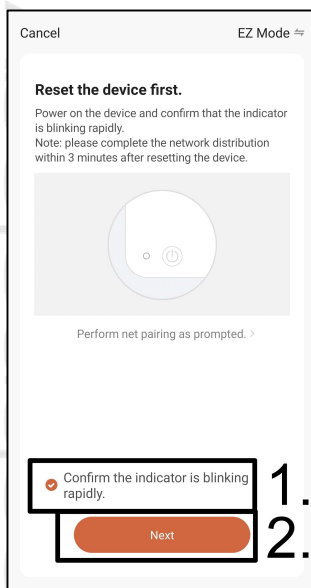 Cancel EZ Mode ⇋
Reset the device first.
Power on the device and confirm that the indicator
is blinking rapidly.
Note: please complete the network distribution
within 3 minutes after resetting the device.
Perform net pairing as prompted. >
Confirm the indicator is blinking
rapidly.
1.
Next
2.